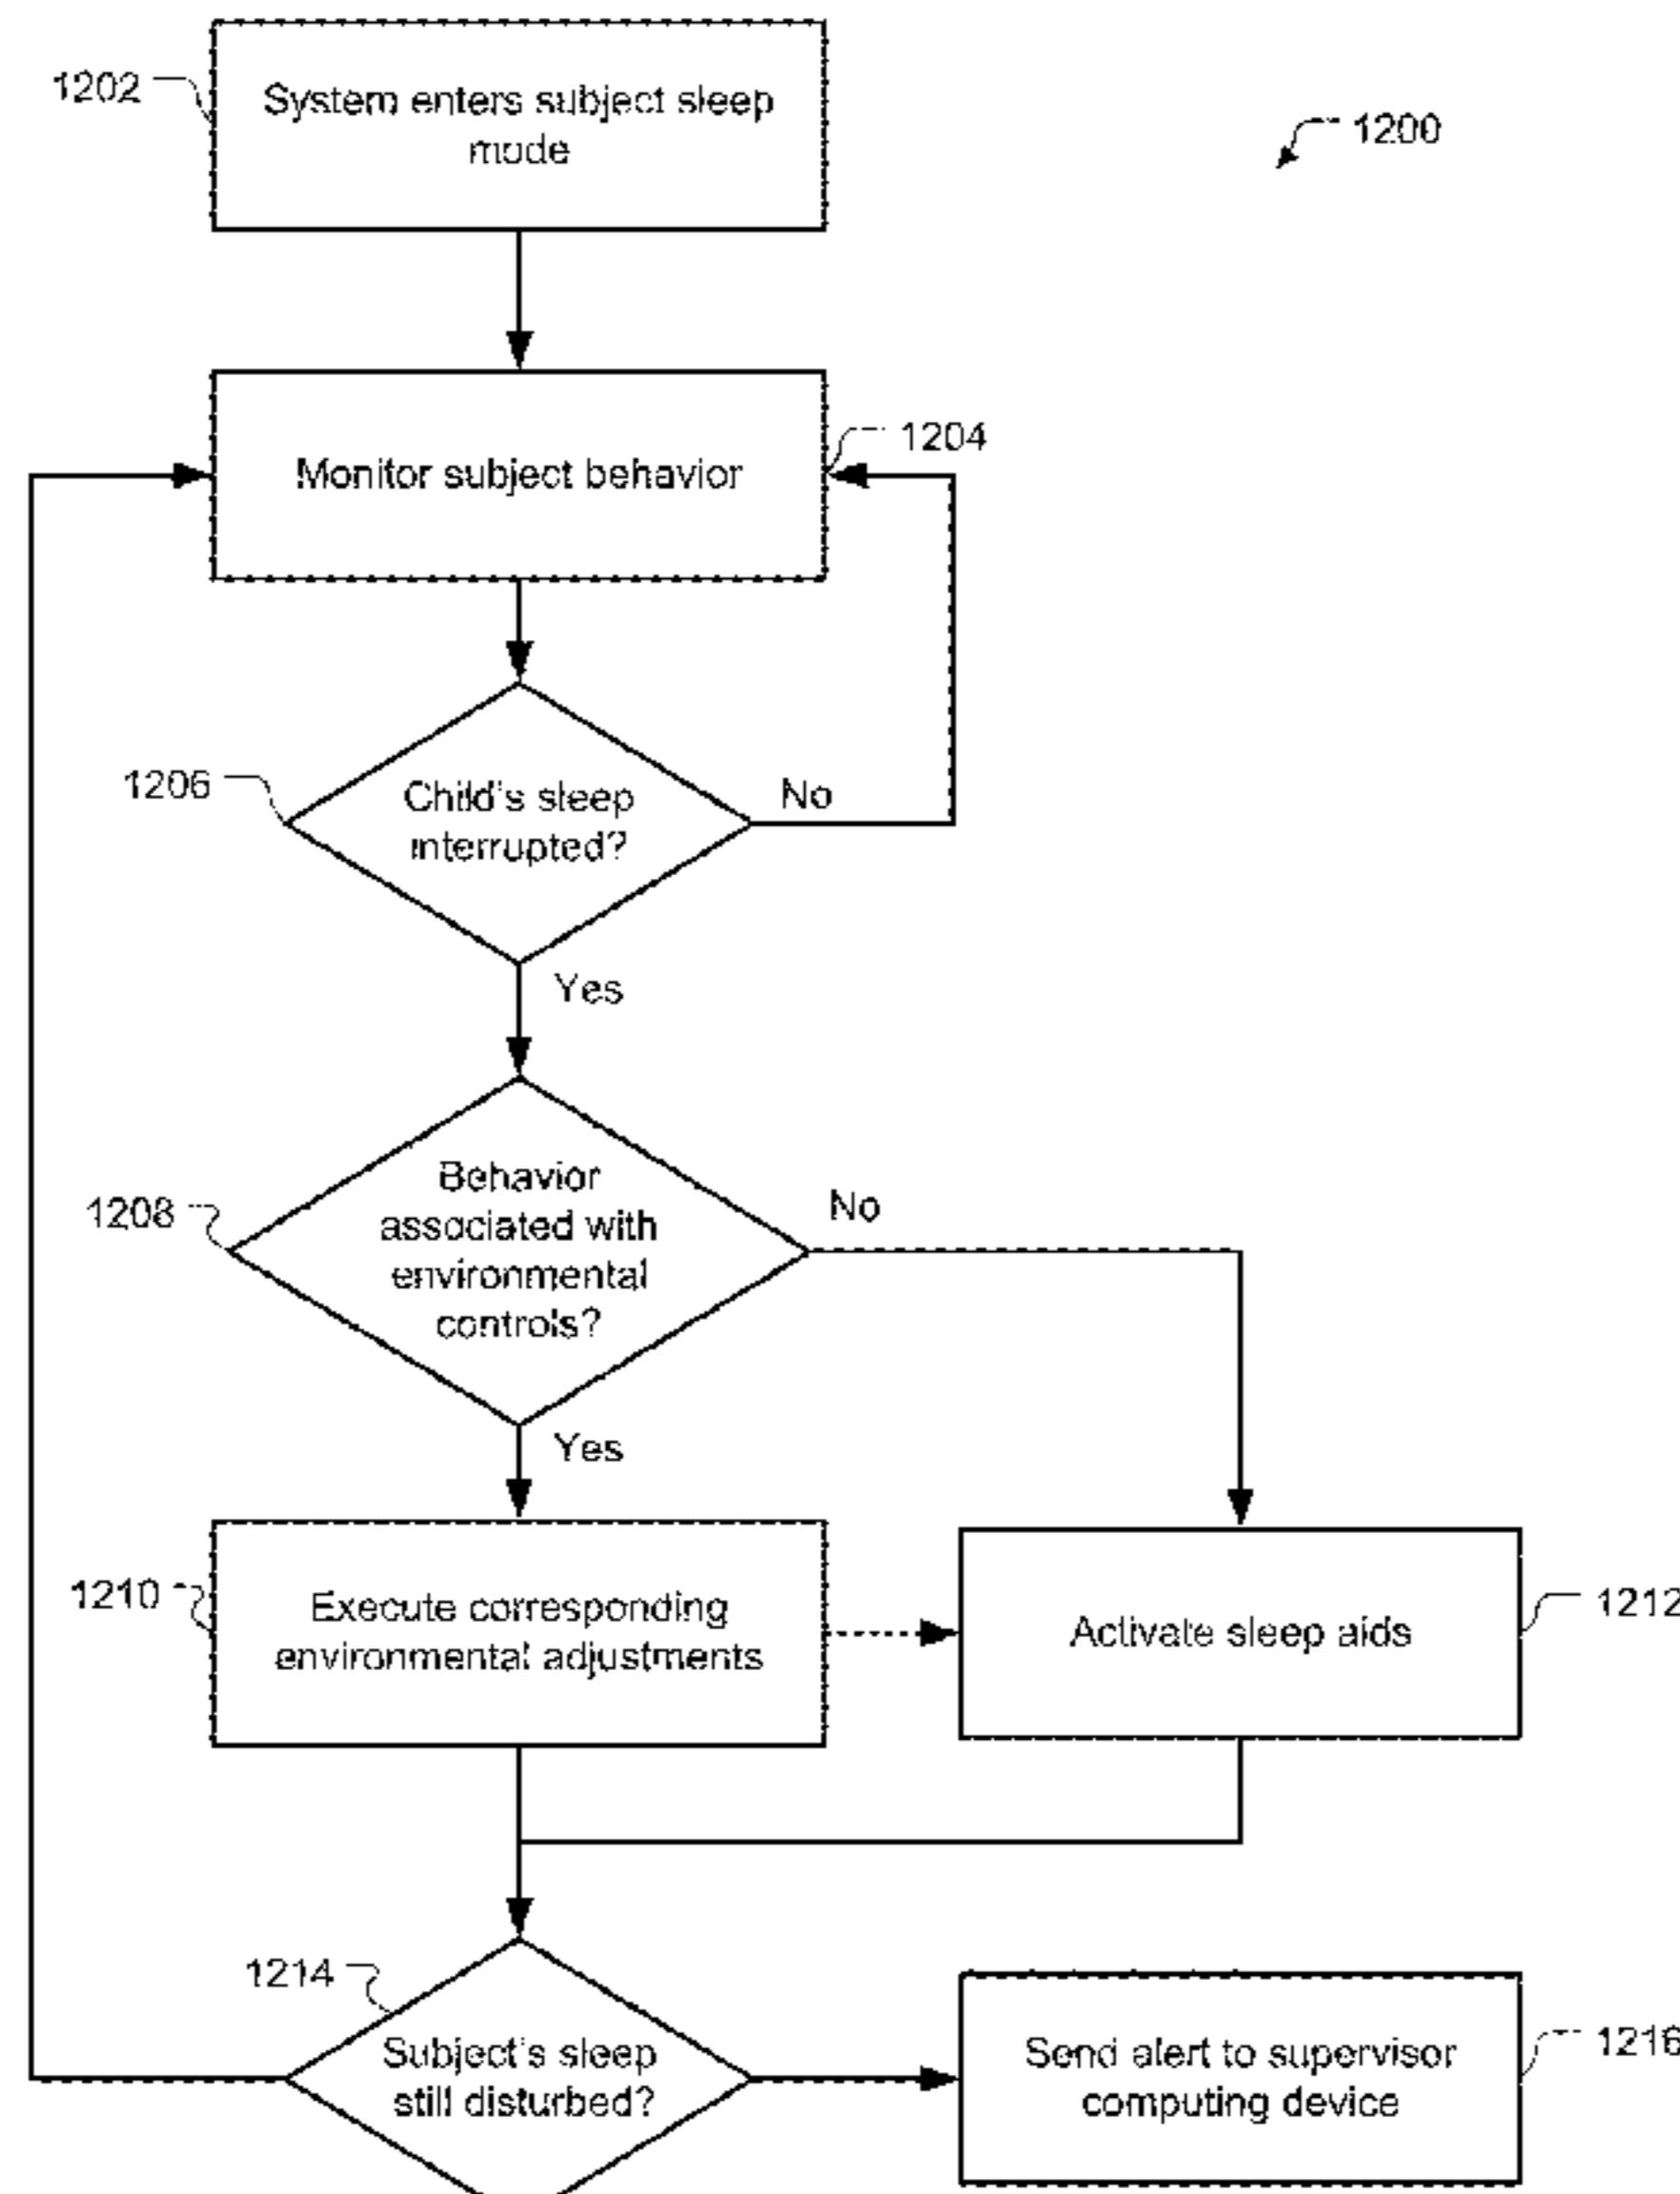 1202
System enters subject sleep
mode
1200
Monitor subject behavior
1204
1206
Child's sleep
interrupted?
No
Yes
1208
Behavior
associated with
environmental
controls?
No
Yes
1210
Execute corresponding
environmental adjustments
Activate sleep aids
1212
1214
Subject's sleep
still disturbed?
Send alert to supervisor
computing device
1216